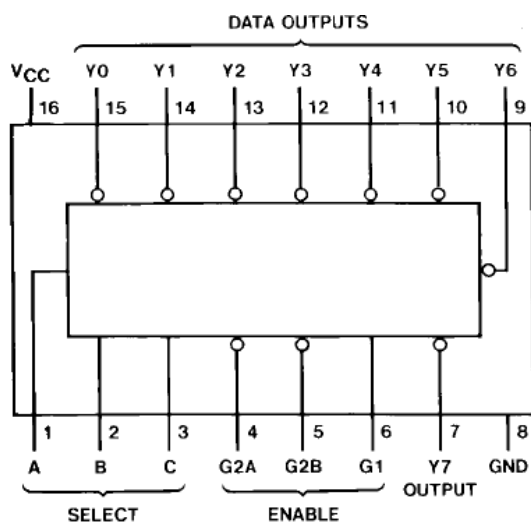 DATA OUTPUTS
VCC Y0 Y1 Y2 Y3 Y4 Y5 Y6
16 15 14 13 12 11 10 9
1 2 3 4 5 6 7 8
A B C G2A G2B G1 Y7 GND
OUTPUT
SELECT ENABLE